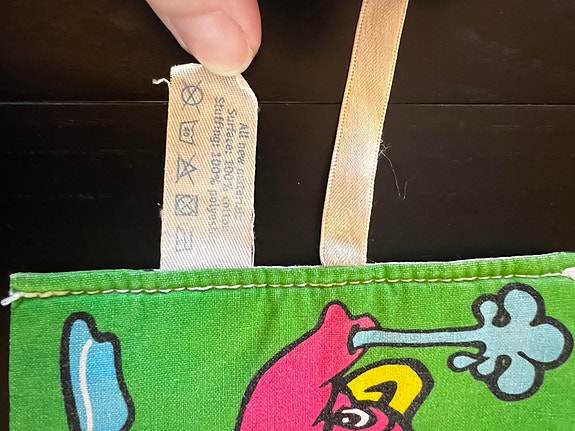 All new material
Surface: 100% cotton
Stuffing: 100% polyester